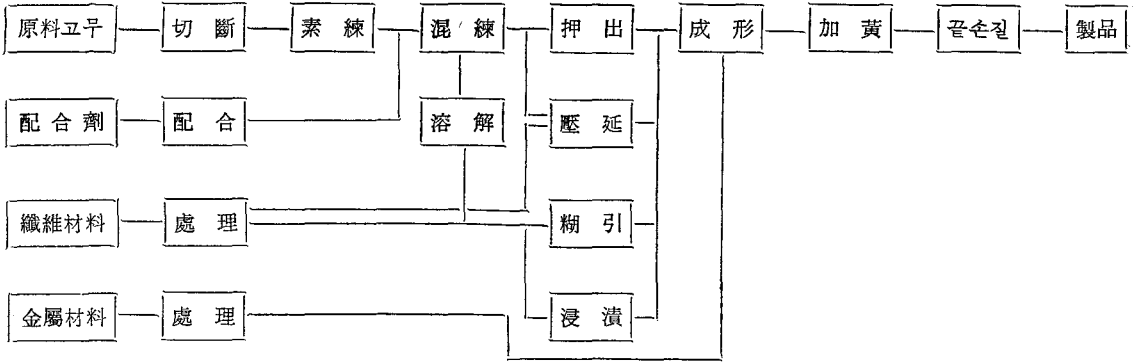 原料고무 切斷 素練 混練 押出 成形 加黃 끝손질 製品
配合劑 配合 溶解 壓延
纖維材料 處理 糊引
金屬材料 處理 浸漬